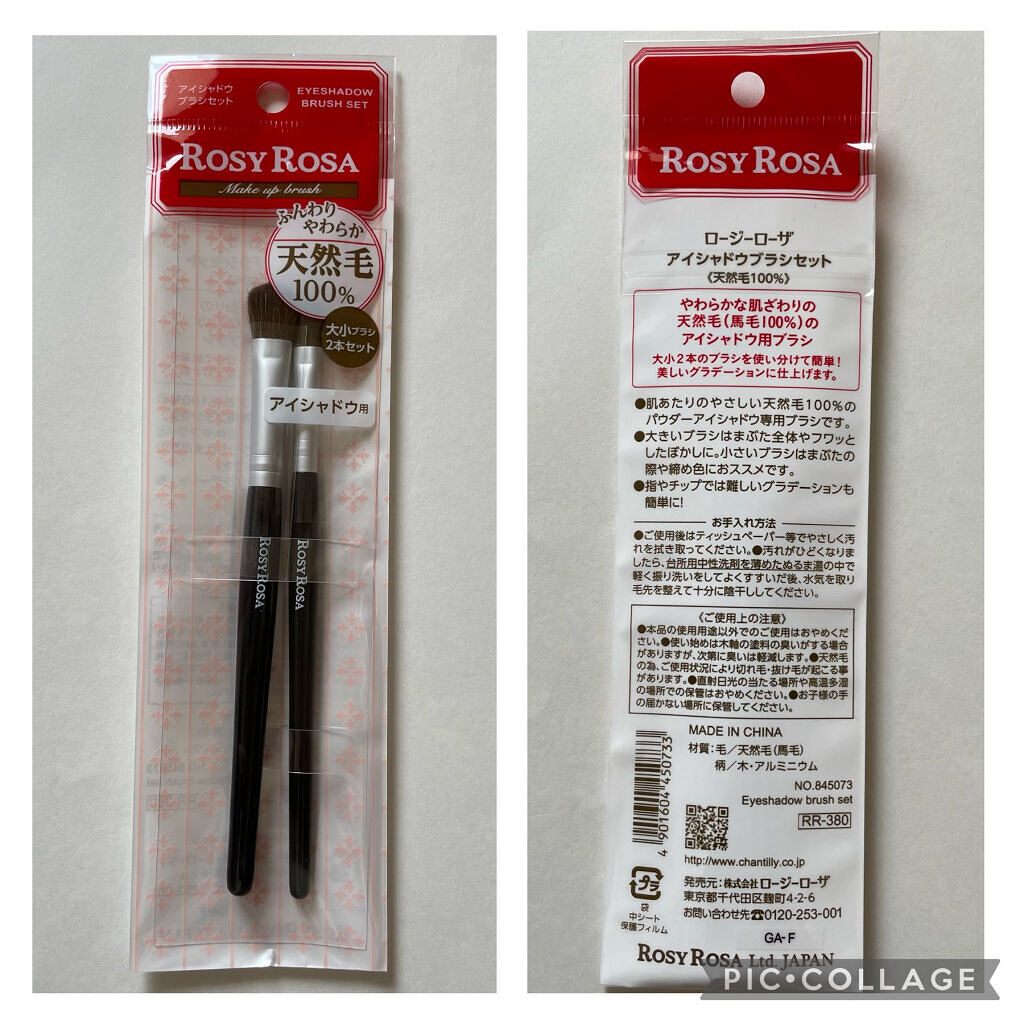 アイシャドウ
ブラシセット
EYESHADOW
BRUSH SET
ROSY ROSA
Make up brush
ふんわり
やわらか
天然毛
100%
大小ブラシ
2本セット
アイシャドウ用
ROSY ROSA
ROSY ROSA
ROSY ROSA
ロージーローザ
アイシャドウブラシセット
《天然毛100%》
やわらかな肌ざわりの
天然毛(馬毛100%)の
アイシャドウ用ブラシ
大小2本のブラシを使い分けて簡単!
美しいグラデーションに仕上げます。
●肌あたりのやさしい天然毛100%の
パウダーアイシャドウ専用ブラシです。
●大きいブラシはまぶた全体やフワッと
したぼかしに。小さいブラシはまぶたの
際や締め色におススメです。
●指やチップでは難しいグラデーションも
簡単に!
お手入れ方法
●ご使用後はティッシュペーパー等でやさしく汚
れを拭き取ってください。●汚れがひどくなりま
したら、台所用中性洗剤を薄めたぬるま湯の中で
軽く振り洗いをしてよくすすいだ後、水気を取り
毛先を整えて十分に陰干ししてください。
《ご使用上の注意》
●本品の使用用途以外でのご使用はおやめくだ
さい。●使い始めは木軸の塗料の臭いがする場合
がありますが、次第に臭いは軽減します。●天然毛
の為、ご使用状況により切れ毛・抜け毛が起こる事
があります。●直射日光の当たる場所や高温多湿
の場所での保管はおやめください。●お子様の手
の届かない場所に保管してください。
MADE IN CHINA
材質:毛/天然毛(馬毛)
柄/木・アルミニウム
NO.845073
Eyeshadow brush set
RR-380
4 901604 450733
http://www.chantilly.co.jp
プラ
袋
中シート
保護フィルム
発売元:株式会社ロージーローザ
東京都千代田区麹町4-2-6
お問い合わせ先☎0120-253-001
GA-F
ROSY ROSA Ltd. JAPAN
PIC•COLLAGE